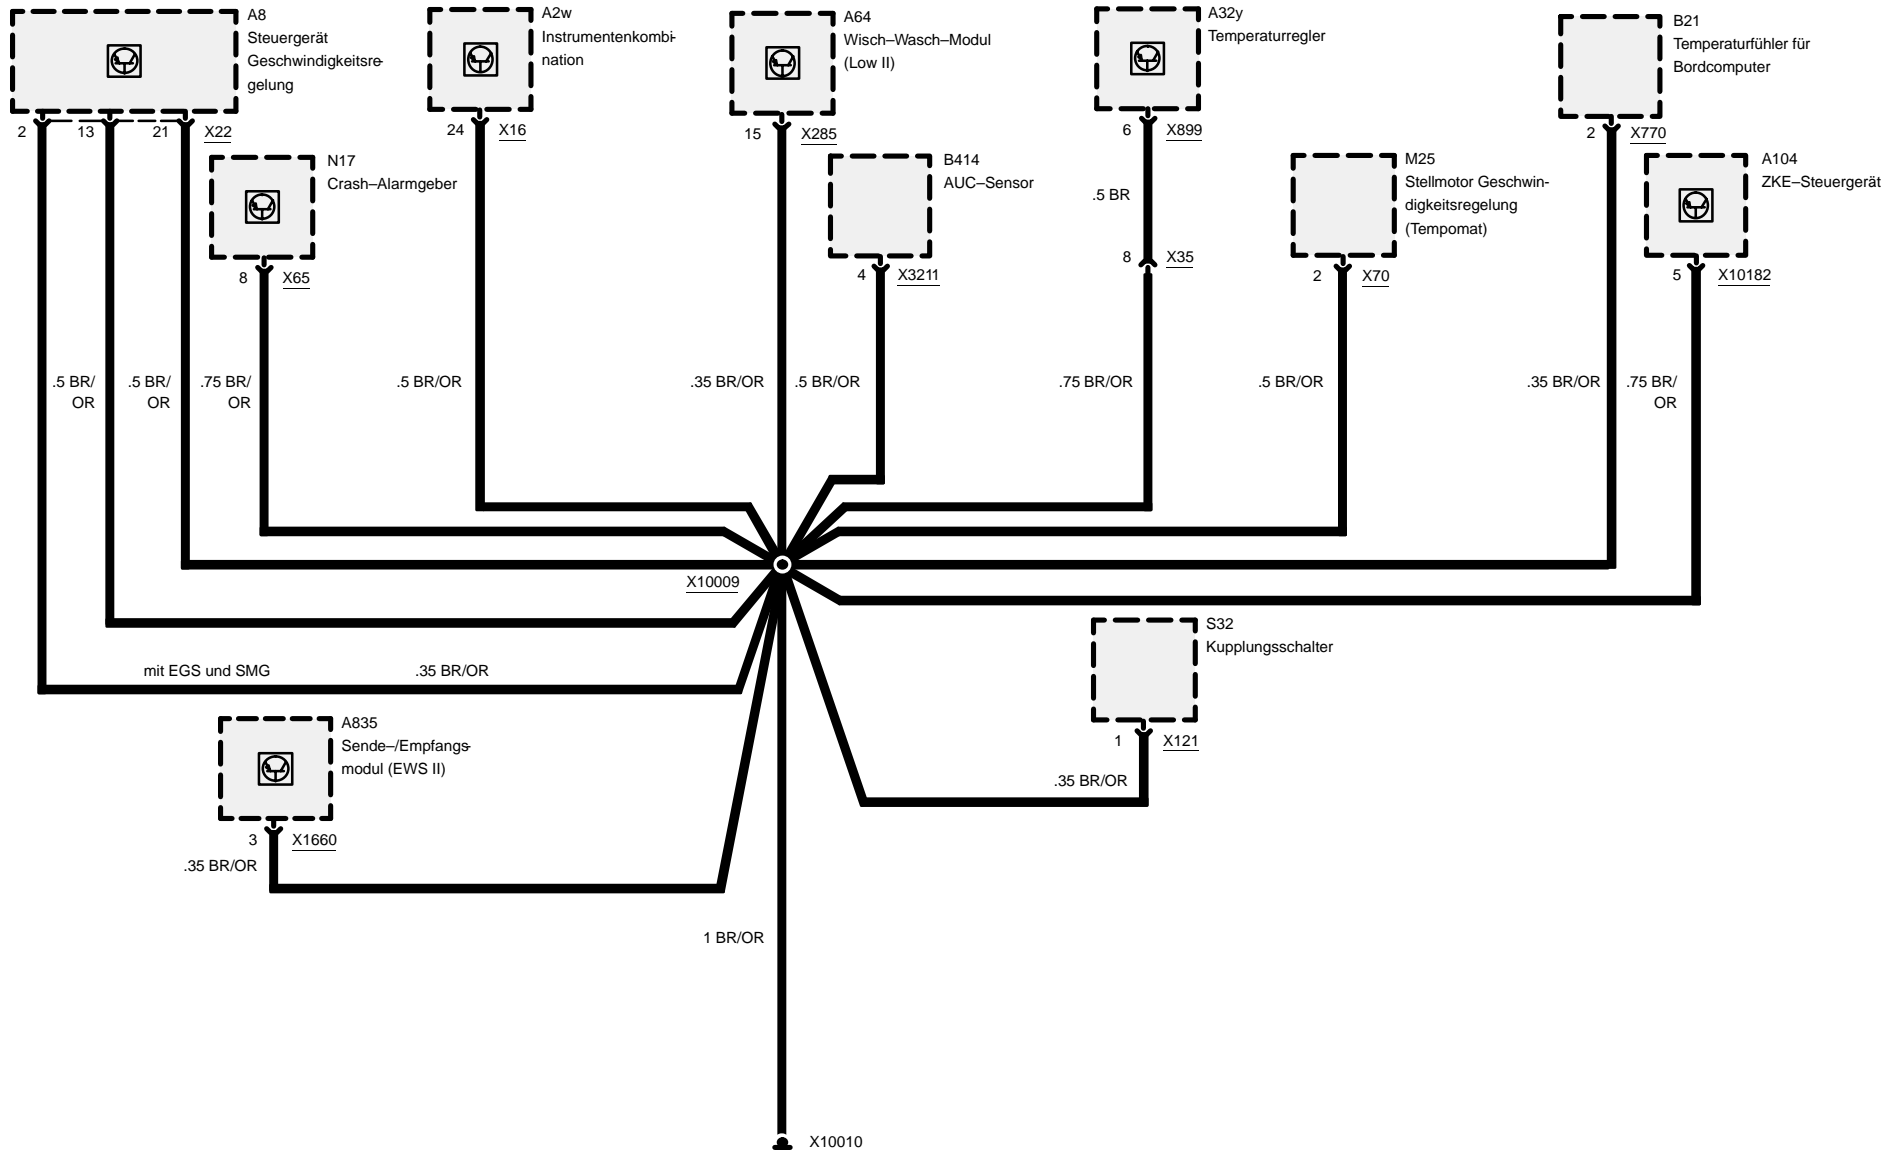 A8
Steuergerät
Geschwindigkeitsre-
gelung
2
13
21
X22
A2w
Instrumentenkombi-
nation
24
X16
A64
Wisch–Wasch–Modul
(Low II)
15
X285
A32y
Temperaturregler
6
X899
B21
Temperaturfühler für
Bordcomputer
2
X770
N17
Crash–Alarmgeber
8
X65
B414
AUC–Sensor
4
X3211
.5 BR
8
X35
M25
Stellmotor Geschwin-
digkeitsregelung
(Tempomat)
2
X70
A104
ZKE–Steuergerät
5
X10182
.5 BR/
OR
.5 BR/
OR
.75 BR/
OR
.5 BR/OR
.35 BR/OR
.5 BR/OR
.75 BR/OR
.5 BR/OR
.35 BR/OR
.75 BR/
OR
X10009
mit EGS und SMG
.35 BR/OR
S32
Kupplungsschalter
1
X121
.35 BR/OR
A835
Sende–/Empfangs-
modul (EWS II)
3
X1660
.35 BR/OR
1 BR/OR
X10010